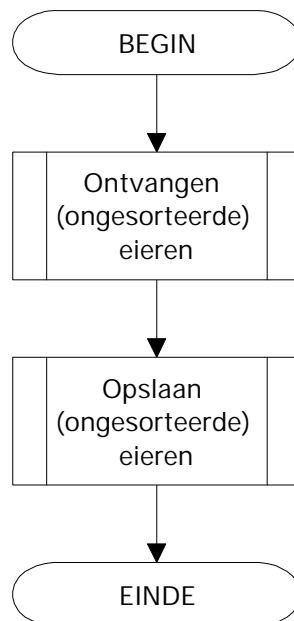 BEGIN
Ontvangen
(ongesorteerde)
eieren
Opslaan
(ongesorteerde)
eieren
EINDE